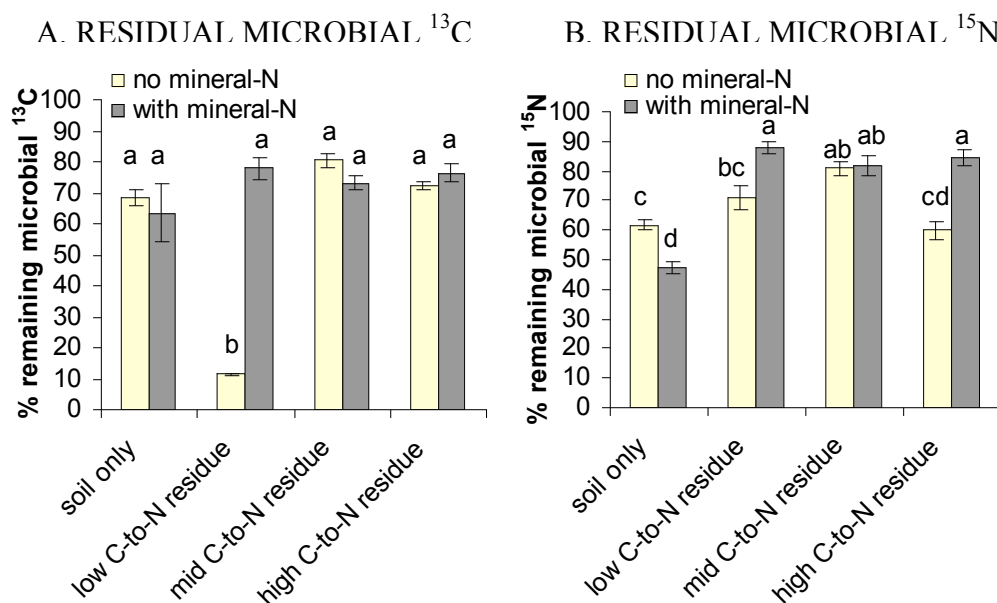 A. RESIDUAL MICROBIAL ¹³C
no mineral-N
with mineral-N
% remaining microbial ¹³C
100
90
80
70
60
50
40
30
20
10
0
a a
b
a
a
a
a
a
soil only
low C-to-N residue
mid C-to-N residue
high C-to-N residue
B. RESIDUAL MICROBIAL ¹⁵N
no mineral-N
with mineral-N
% remaining microbial ¹⁵N
100
90
80
70
60
50
40
30
20
10
0
c
d
bc
a
ab
ab
cd
a
soil only
low C-to-N residue
mid C-to-N residue
high C-to-N residue